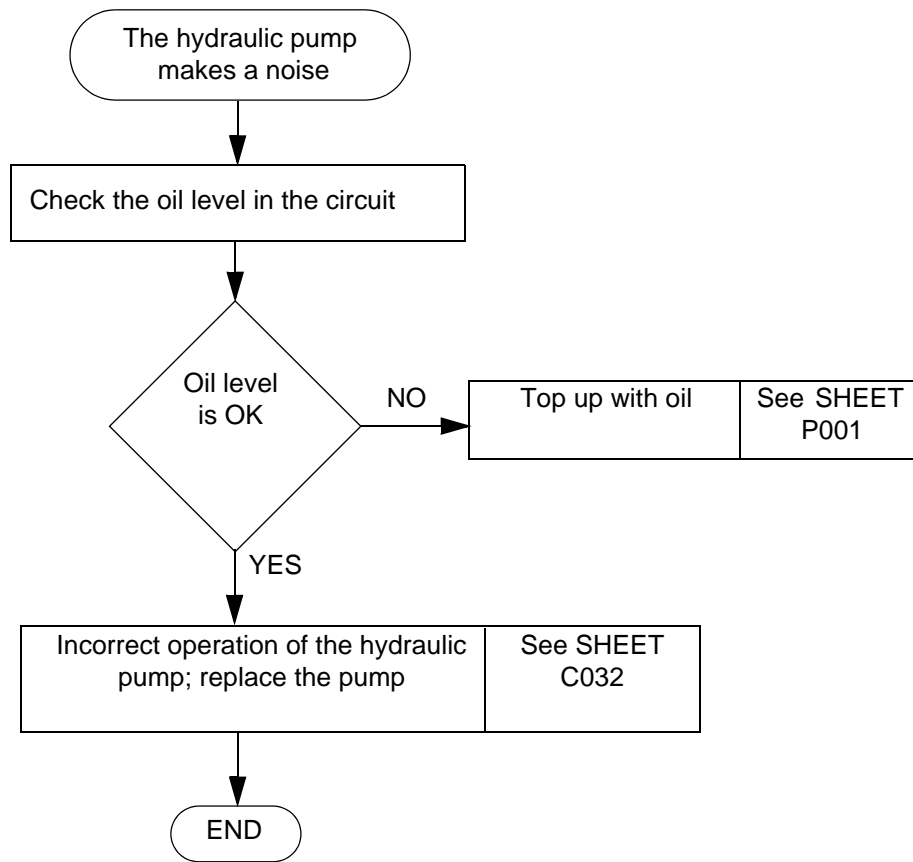 The hydraulic pump
makes a noise
Check the oil level in the circuit
Oil level
is OK
NO
Top up with oil
See SHEET
P001
YES
Incorrect operation of the hydraulic
pump; replace the pump
See SHEET
C032
END